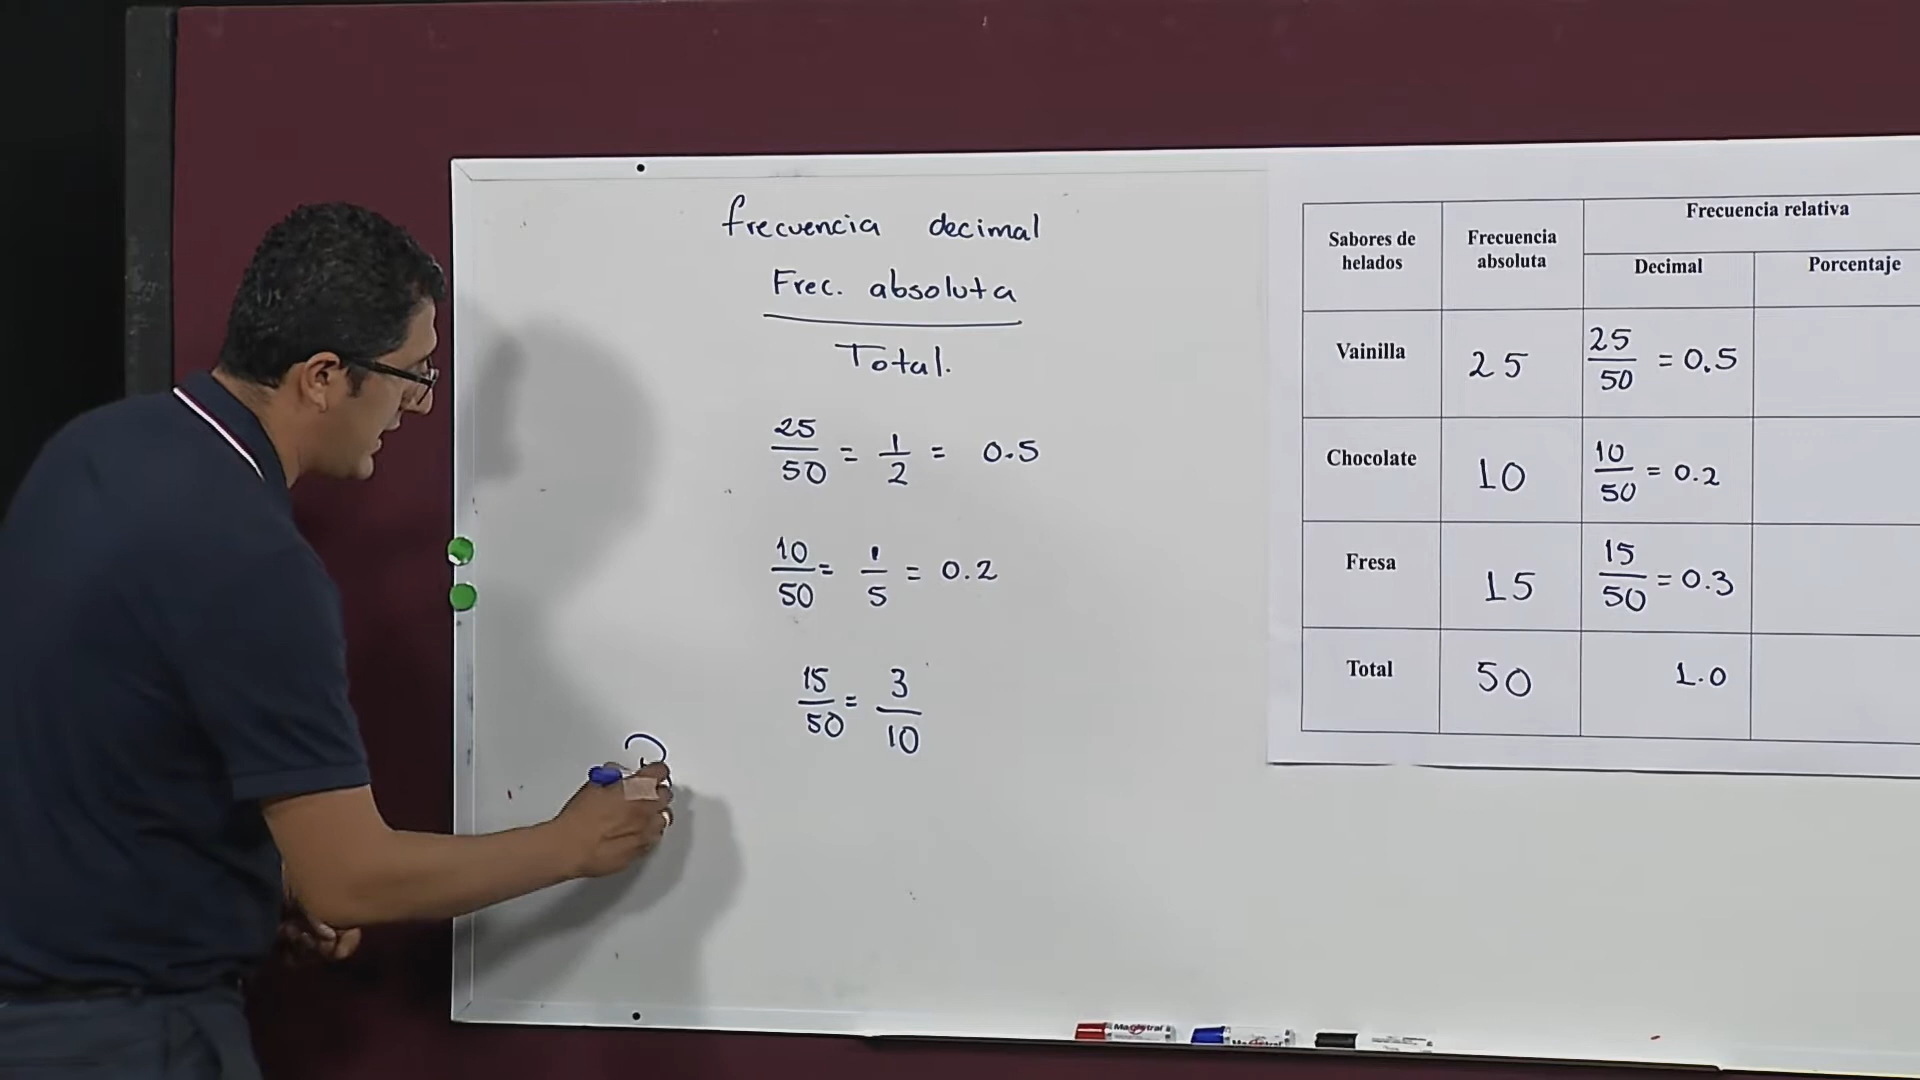 frecuencia decimal
Frec. absoluta
Total.
25/50 = 1/2 = 0.5
10/50 = 1/5 = 0.2
15/50 = 3/10
Sabores de helados
Frecuencia absoluta
Frecuencia relativa
Decimal
Porcentaje
Vainilla 25 25/50 = 0.5
Chocolate 10 10/50 = 0.2
Fresa 15 15/50 = 0.3
Total 50 1.0
Magistral
Magistral